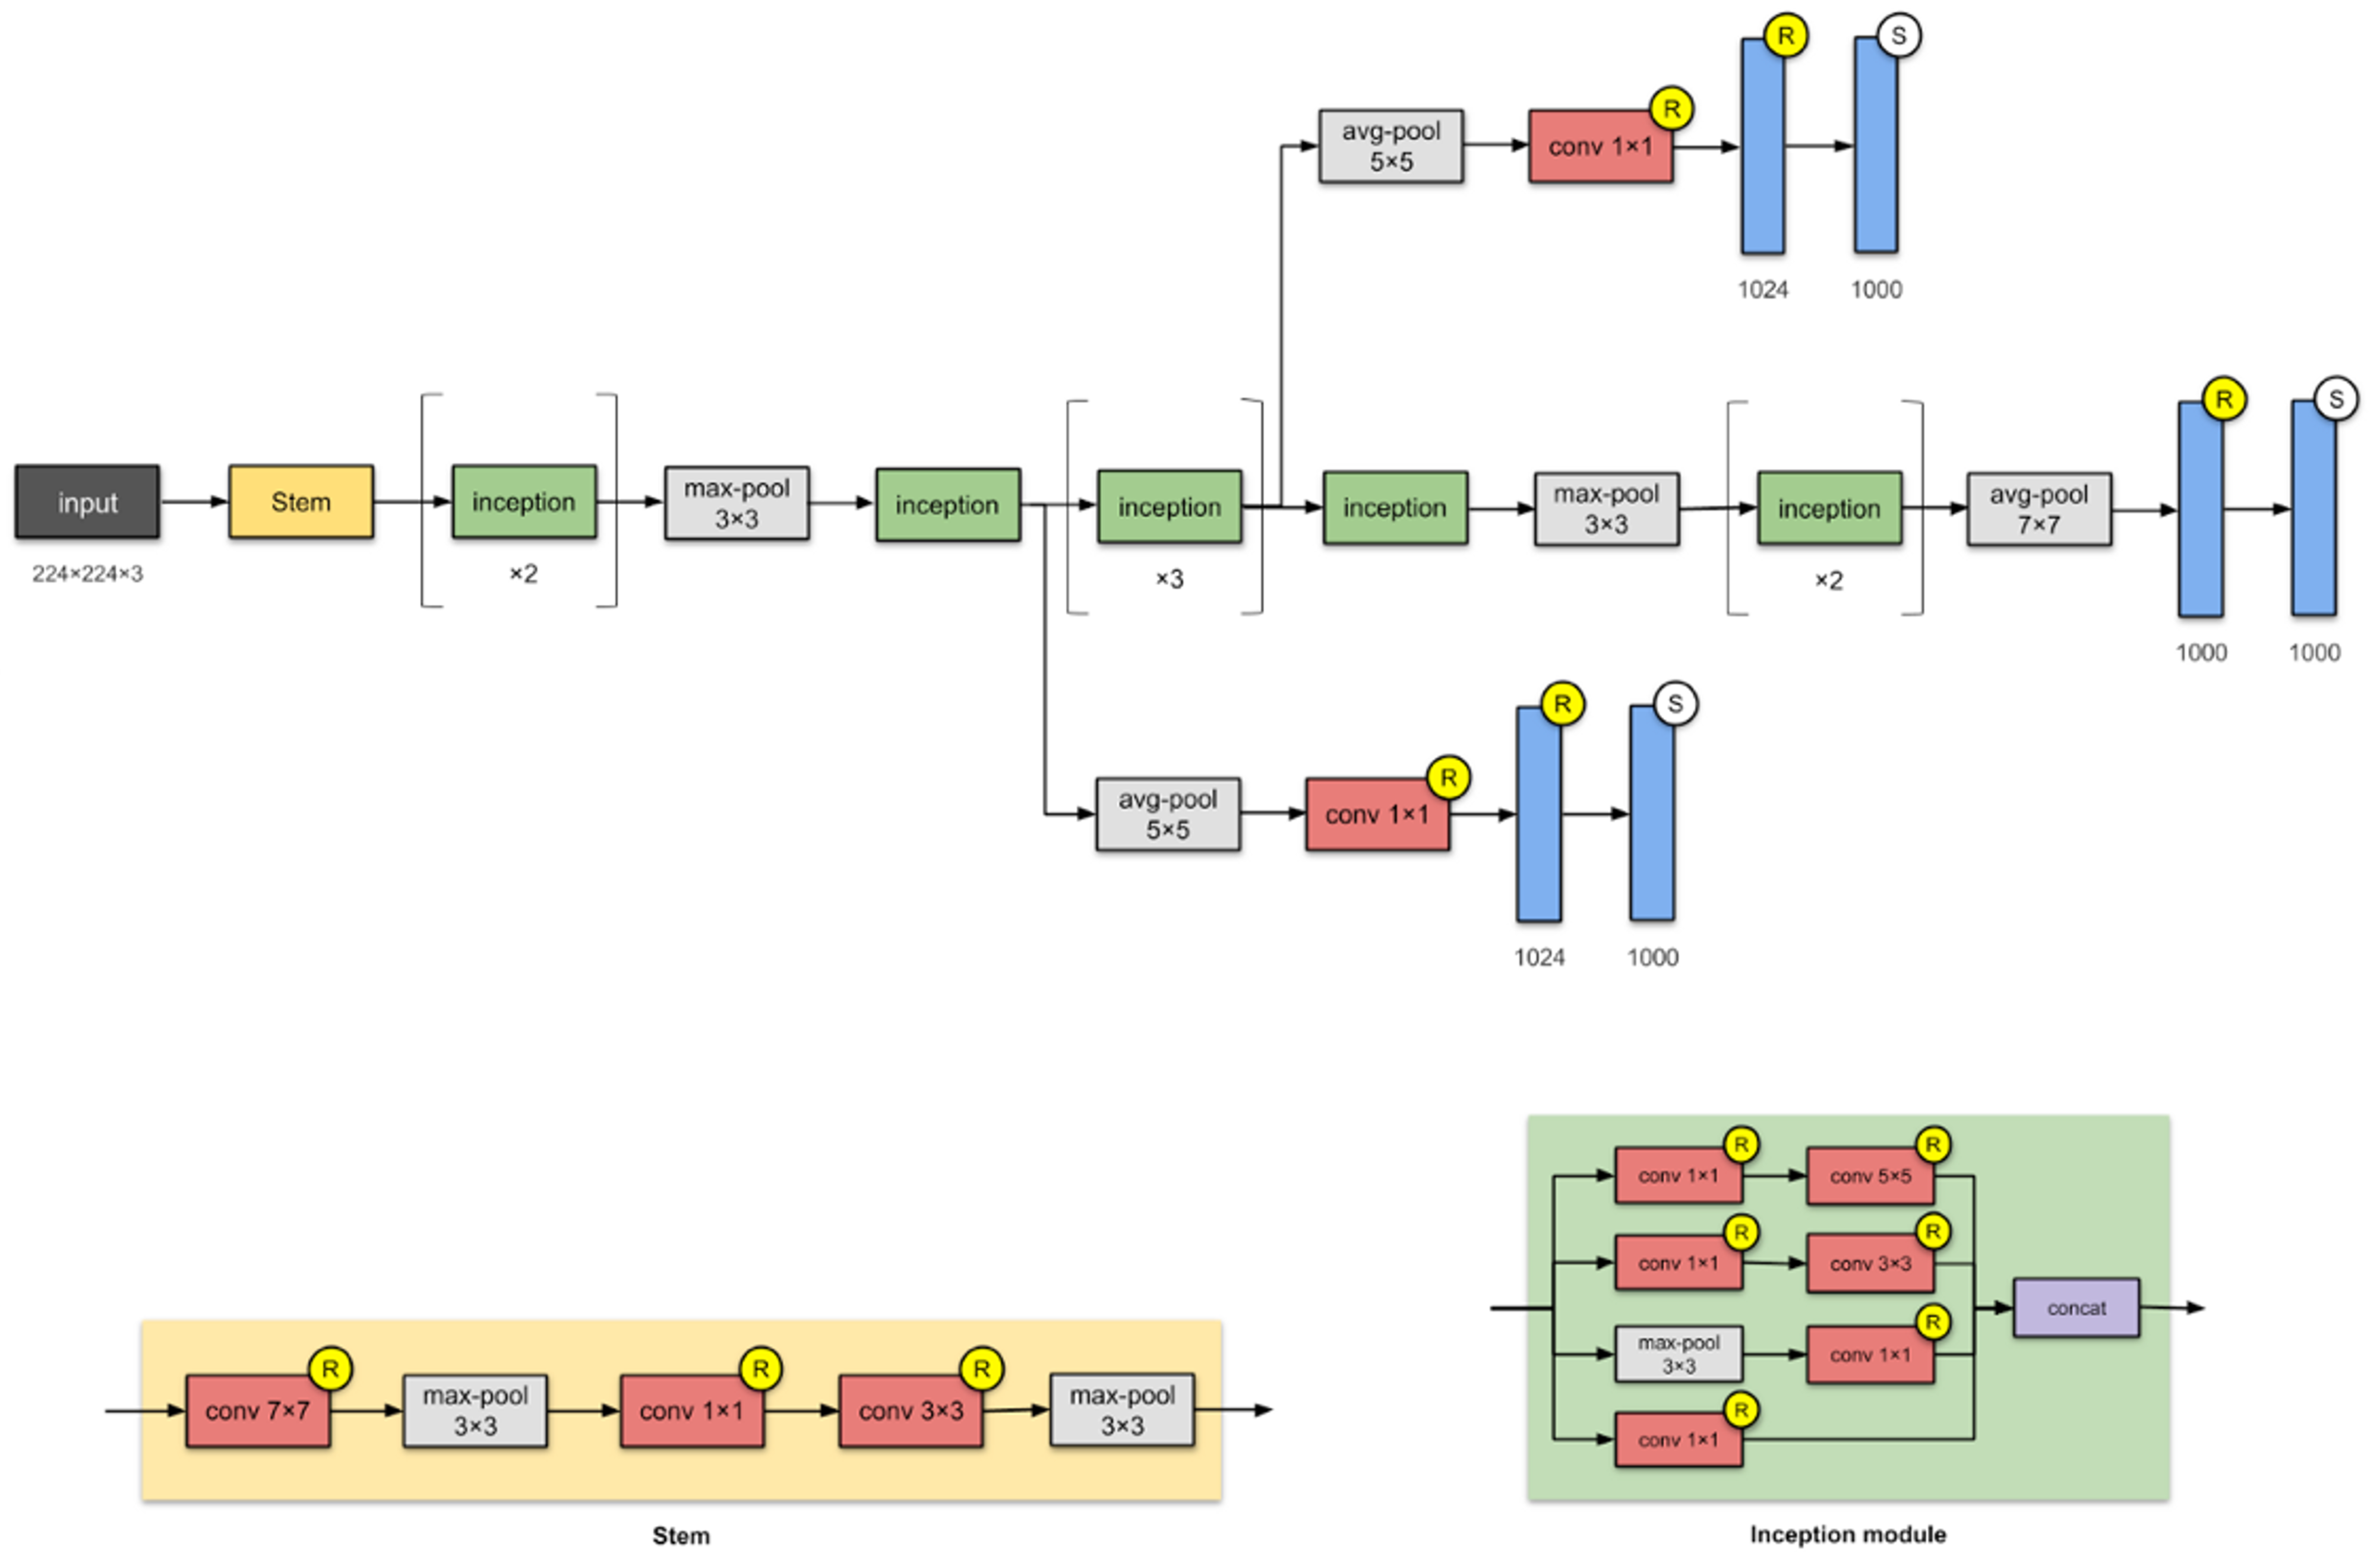 R
S
R
avg-pool
5×5
conv 1×1
1024
1000
R
S
input
Stem
inception
max-pool
3×3
inception
inception
inception
max-pool
3×3
inception
avg-pool
7×7
224×224×3
×2
×3
×2
1000
1000
R
S
R
avg-pool
5×5
conv 1×1
1024
1000
R
R
conv 1×1
conv 5×5
R
R
conv 1×1
conv 3×3
concat
R
max-pool
3×3
conv 1×1
R
conv 1×1
R
R
R
conv 7×7
max-pool
3×3
conv 1×1
conv 3×3
max-pool
3×3
Stem
Inception module